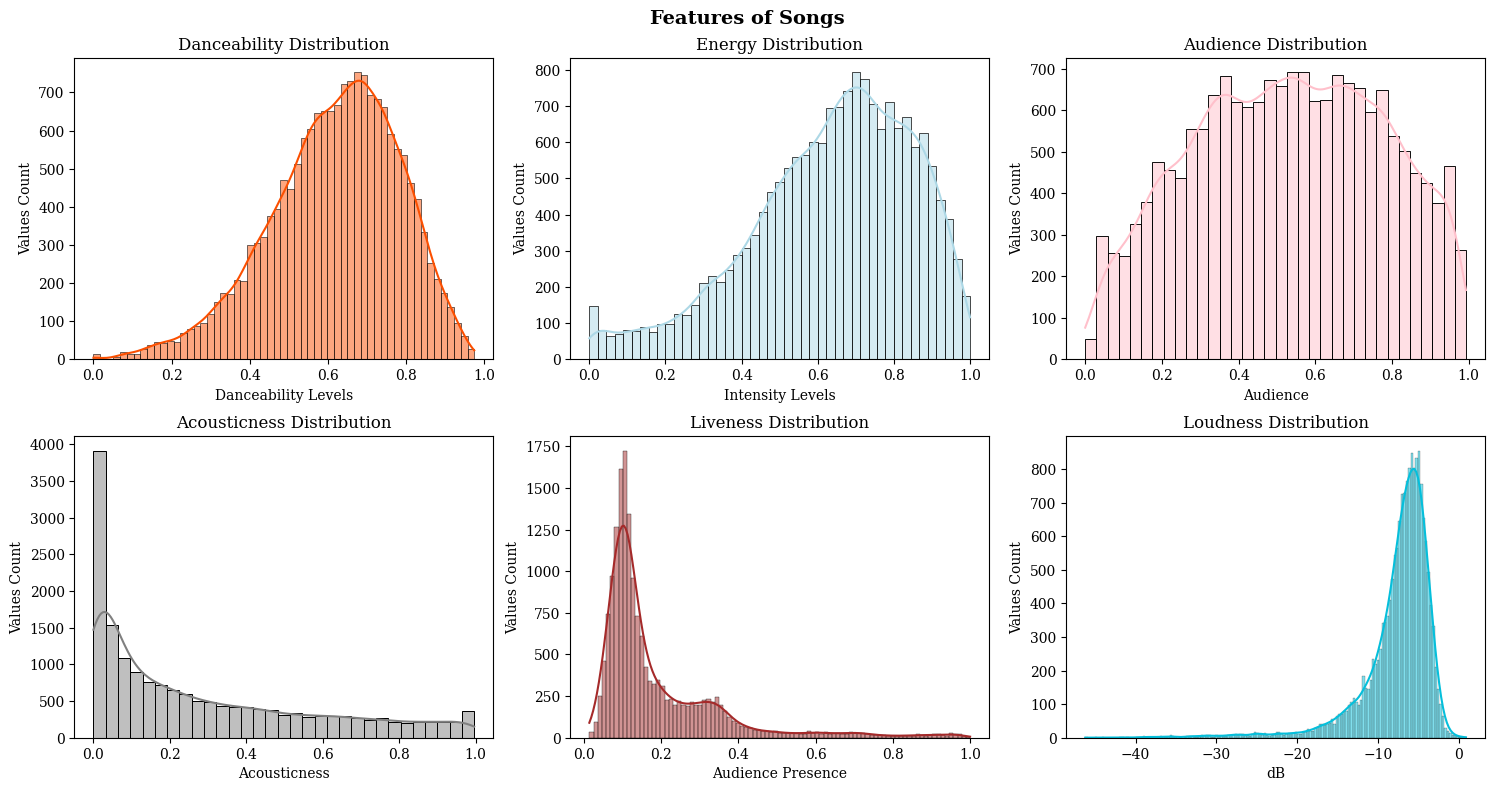 Features of Songs
Danceability Distribution
Values Count
0
100
200
300
400
500
600
700
0.0 0.2 0.4 0.6 0.8 1.0
Danceability Levels
Energy Distribution
Values Count
0
100
200
300
400
500
600
700
800
0.0 0.2 0.4 0.6 0.8 1.0
Intensity Levels
Audience Distribution
Values Count
0
100
200
300
400
500
600
700
0.0 0.2 0.4 0.6 0.8 1.0
Audience
Acousticness Distribution
Values Count
0
500
1000
1500
2000
2500
3000
3500
4000
0.0 0.2 0.4 0.6 0.8 1.0
Acousticness
Liveness Distribution
Values Count
0
250
500
750
1000
1250
1500
1750
0.0 0.2 0.4 0.6 0.8 1.0
Audience Presence
Loudness Distribution
Values Count
0
100
200
300
400
500
600
700
800
−40 −30 −20 −10 0
dB